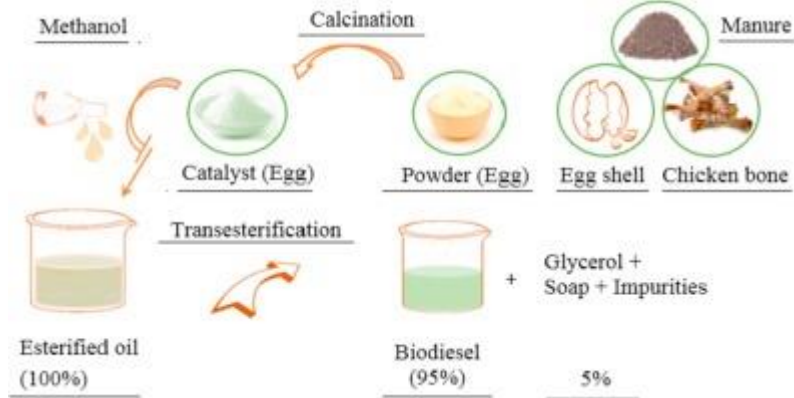 Methanol
Calcination
Manure
Catalyst (Egg)
Powder (Egg)
Egg shell
Chicken bone
Transesterification
Glycerol +
Soap + Impurities
+
Esterified oil
(100%)
Biodiesel
(95%)
5%